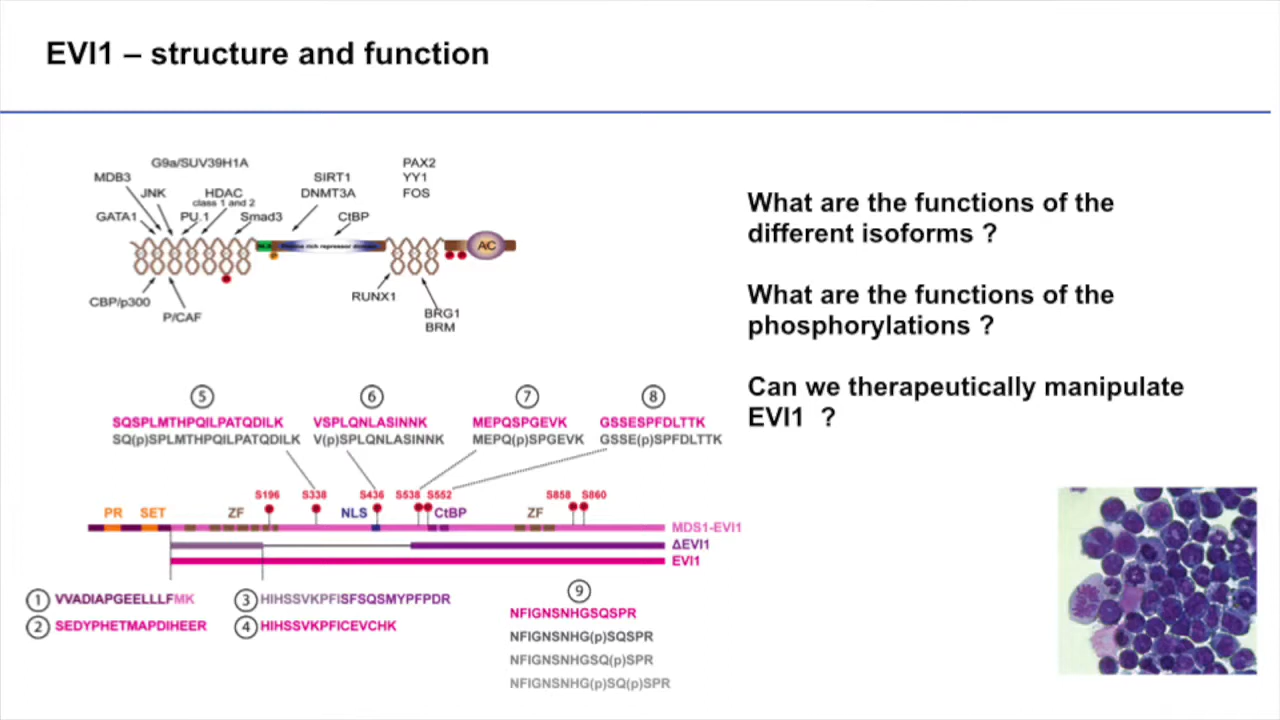 EVI1 – structure and function
G9a/SUV39H1A
MDB3
JNK
HDAC
class 1 and 2
GATA1
PU.1
Smad3
SIRT1
DNMT3A
CtBP
PAX2
YY1
FOS
NLS
rich repressor
AC
CBP/p300
P/CAF
RUNX1
BRG1
BRM
What are the functions of the
different isoforms ?
What are the functions of the
phosphorylations ?
Can we therapeutically manipulate
EVI1 ?
5
6
7
8
SQSPLMTHPQILPATQDILK
SQ(p)SPLMTHPQILPATQDILK
VSPLQNLASINNK
V(p)SPLQNLASINNK
MEPQSPGEVK
MEPQ(p)SPGEVK
GSSESPFDLTTK
GSSE(p)SPFDLTTK
S196
S338
S436
S538
S552
S858
S860
PR
SET
ZF
NLS
CtBP
ZF
MDS1-EVI1
ΔEVI1
EVI1
1 VVADIAPGEELLLFMK
2 SEDYPHETMAPDIHEER
3 HIHSSVKPFISFSQSMYPFPDR
4 HIHSSVKPFICEVCHK
9
NFIGNSNHGSQSPR
NFIGNSNHG(p)SQSPR
NFIGNSNHGSQ(p)SPR
NFIGNSNHG(p)SQ(p)SPR